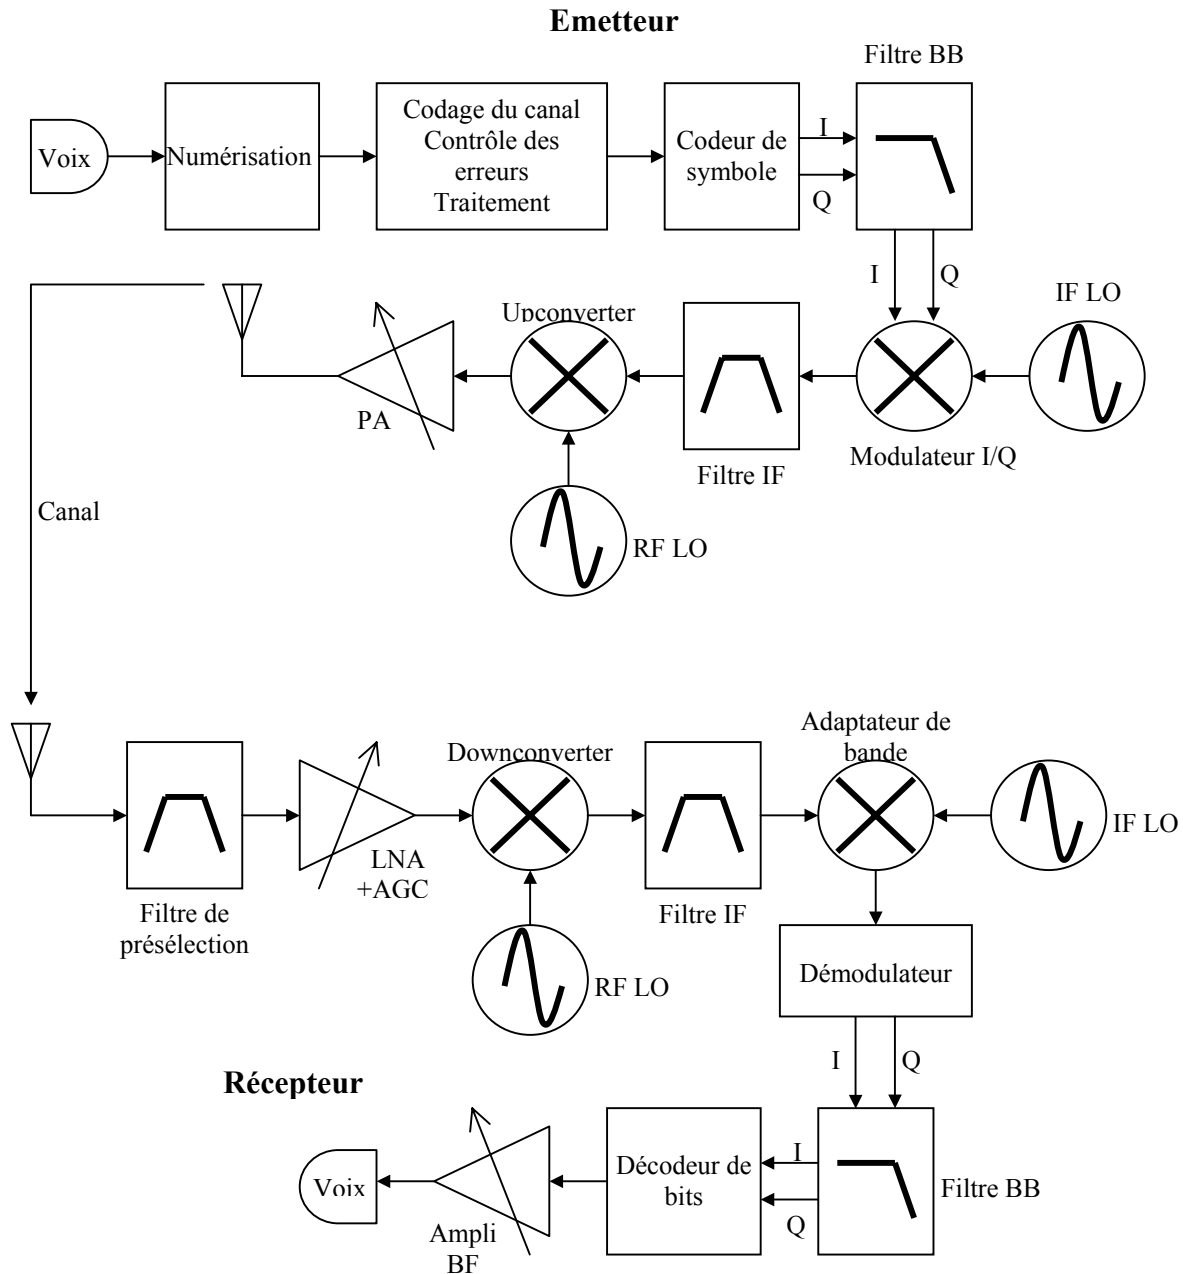 Emetteur
Filtre BB
Voix
Numérisation
Codage du canal
Contrôle des
erreurs
Traitement
Codeur de
symbole
I
Q
I
Q
IF LO
Upconverter
PA
Filtre IF
Modulateur I/Q
RF LO
Canal
Adaptateur de
bande
Downconverter
IF LO
LNA
+AGC
Filtre de
présélection
Filtre IF
RF LO
Démodulateur
I
Q
Récepteur
Voix
Ampli
BF
Décodeur de
bits
I
Q
Filtre BB